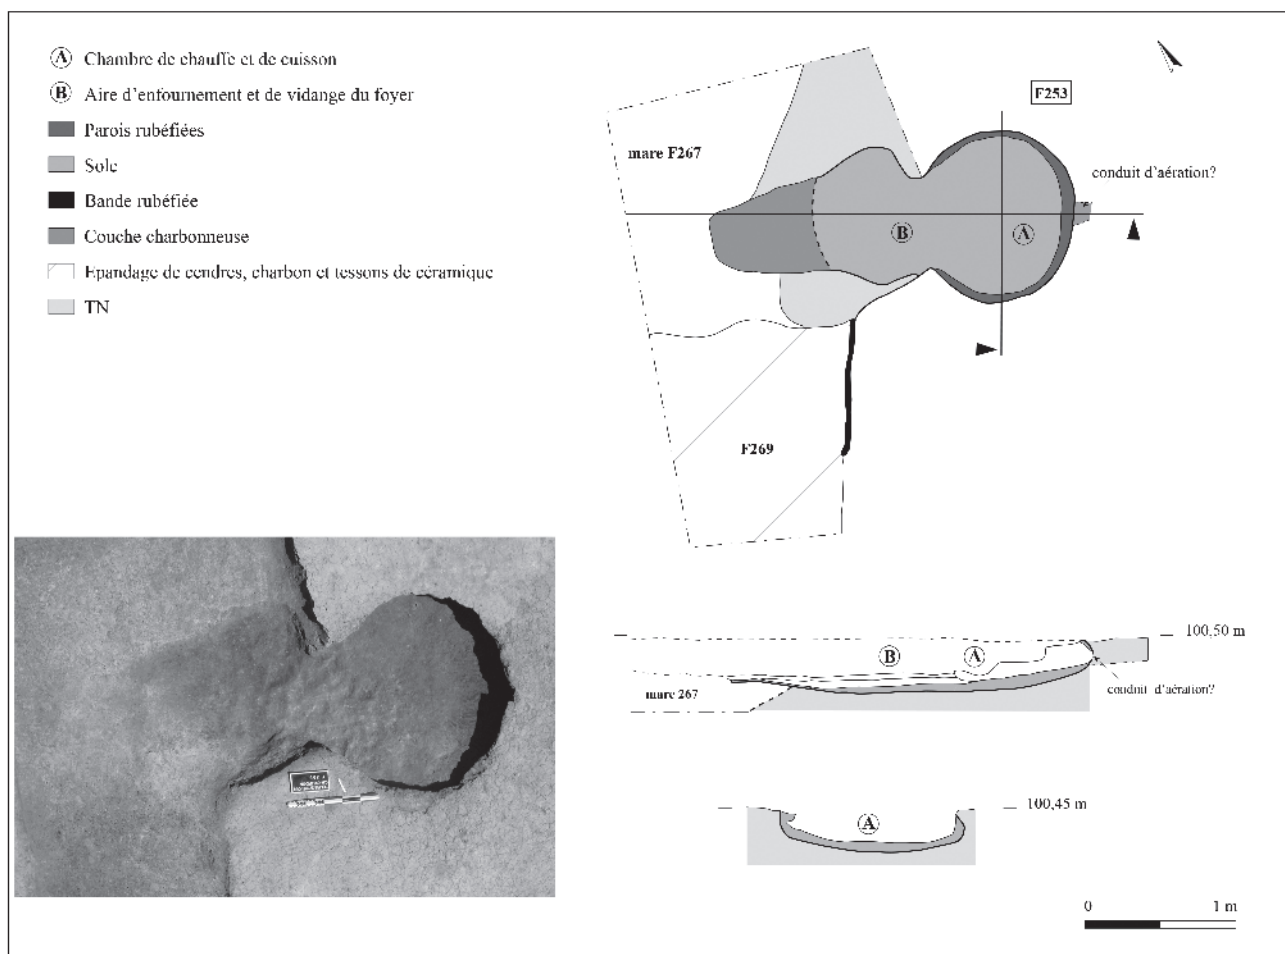 A Chambre de chauffe et de cuisson
B Aire d'enfournement et de vidange du foyer
Parois rubéfiées
Sole
Bande rubéfiée
Couche charbonneuse
Epandage de cendres, charbon et tessons de céramique
TN
F253
mare F267
conduit d'aération?
B
A
F269
100,50 m
B
A
mare 267
conduit d'aération?
100,45 m
A
0 1 m